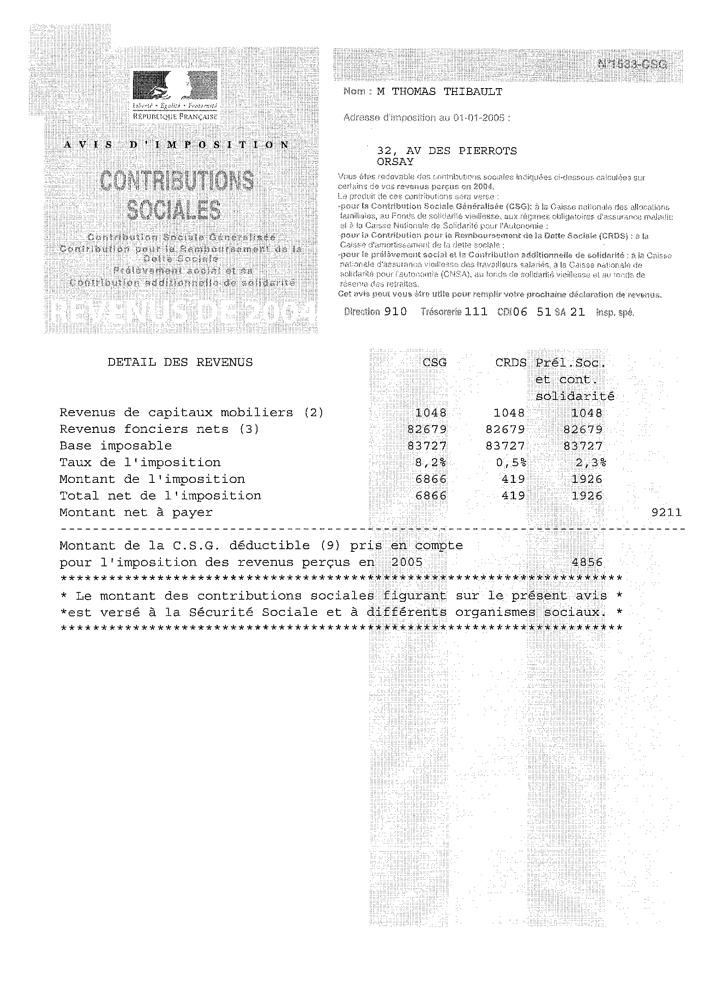 Liberté • Égalité • Fraternité
RÉPUBLIQUE FRANÇAISE
AVIS D'IMPOSITION
CONTRIBUTIONS
SOCIALES
Contribution Sociale Généralisée
Contribution pour le Remboursement de la
Dette Sociale
Prélèvement social et sa
Contribution additionnelle de solidarité
REVENUS DE 2004
N°1533-CSG
Nom : M THOMAS THIBAULT
Adresse d'imposition au 01-01-2005 :
32, AV DES PIERROTS
ORSAY
Vous êtes redevable des contributions sociales indiquées ci-dessous calculées sur
certains de vos revenus perçus en 2004.
Le produit de ces contributions sera versé :
-pour la Contribution Sociale Généralisée (CSG): à la Caisse nationale des allocations
familiales, au Fonds de solidarité vieillesse, aux régimes obligatoires d'assurance maladie
et à la Caisse Nationale de Solidarité pour l'Autonomie ;
-pour la Contribution pour le Remboursement de la Dette Sociale (CRDS) : à la
Caisse d'amortissement de la dette sociale ;
-pour le prélèvement social et la Contribution additionnelle de solidarité : à la Caisse
nationale d'assurance vieillesse des travailleurs salariés, à la Caisse nationale de
solidarité pour l'autonomie (CNSA), au fonds de solidarité vieillesse et au fonds de
réserve des retraites.
Cet avis peut vous être utile pour remplir votre prochaine déclaration de revenus.
Direction 910 Trésorerie 111 CDI 06 51 SA 21 Insp. spé.
DETAIL DES REVENUS CSG CRDS Prél.Soc.
et cont.
solidarité
Revenus de capitaux mobiliers (2) 1048 1048 1048
Revenus fonciers nets (3) 82679 82679 82679
Base imposable 83727 83727 83727
Taux de l'imposition 8,2% 0,5% 2,3%
Montant de l'imposition 6866 419 1926
Total net de l'imposition 6866 419 1926
Montant net à payer 9211
------------------------------------------------------------------------------
Montant de la C.S.G. déductible (9) pris en compte
pour l'imposition des revenus perçus en 2005 4856
**********************************************************************
* Le montant des contributions sociales figurant sur le présent avis *
*est versé à la Sécurité Sociale et à différents organismes sociaux. *
**********************************************************************